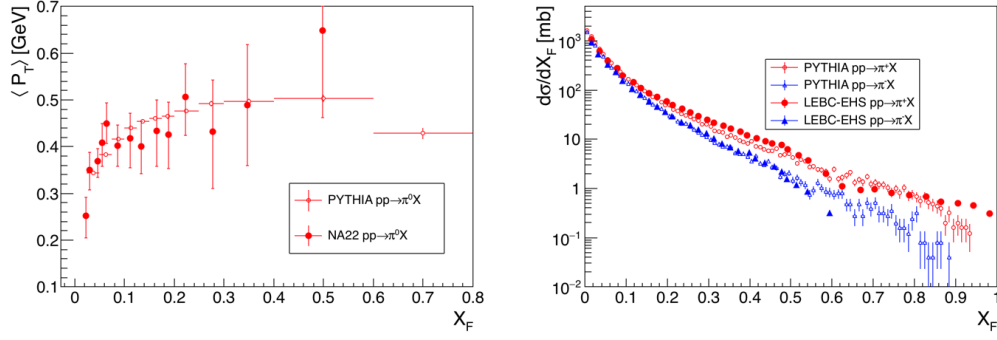 ⟨ P_T⟩ [GeV]
0.7
0.6
0.5
0.4
0.3
0.2
0.1
PYTHIA pp→π⁰X
NA22 pp→π⁰X
0 0.1 0.2 0.3 0.4 0.5 0.6 0.7 0.8
X_F
dσ/dX_F [mb]
10³
10²
10
1
10⁻¹
10⁻²
PYTHIA pp→π⁺X
PYTHIA pp→π⁻X
LEBC-EHS pp→π⁺X
LEBC-EHS pp→π⁻X
0 0.1 0.2 0.3 0.4 0.5 0.6 0.7 0.8 0.9 1
X_F